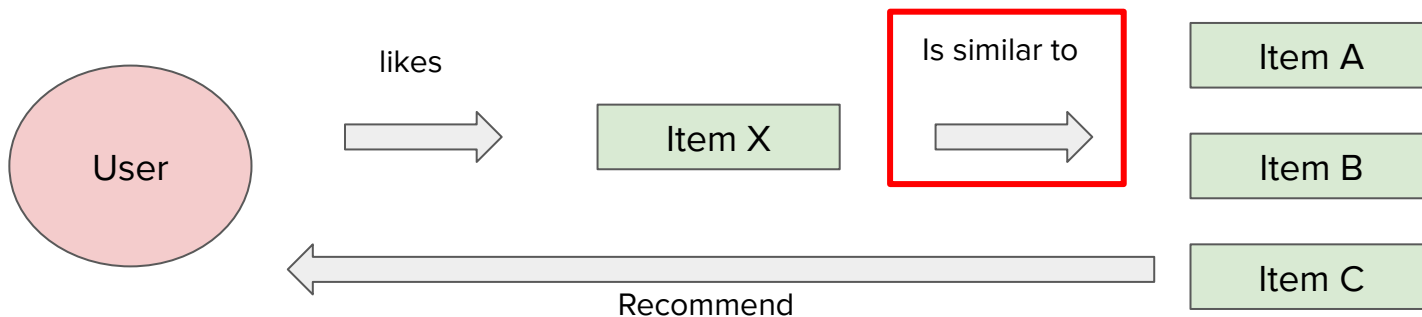 likes
Is similar to
Item A
User
Item X
Item B
Item C
Recommend